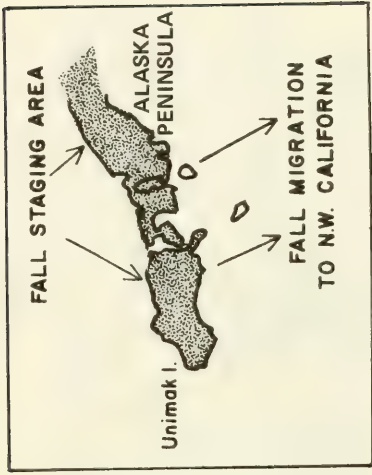 FALL STAGING AREA
ALASKA
PENINSULA
Unimak I.
FALL MIGRATION
TO N.W. CALIFORNIA